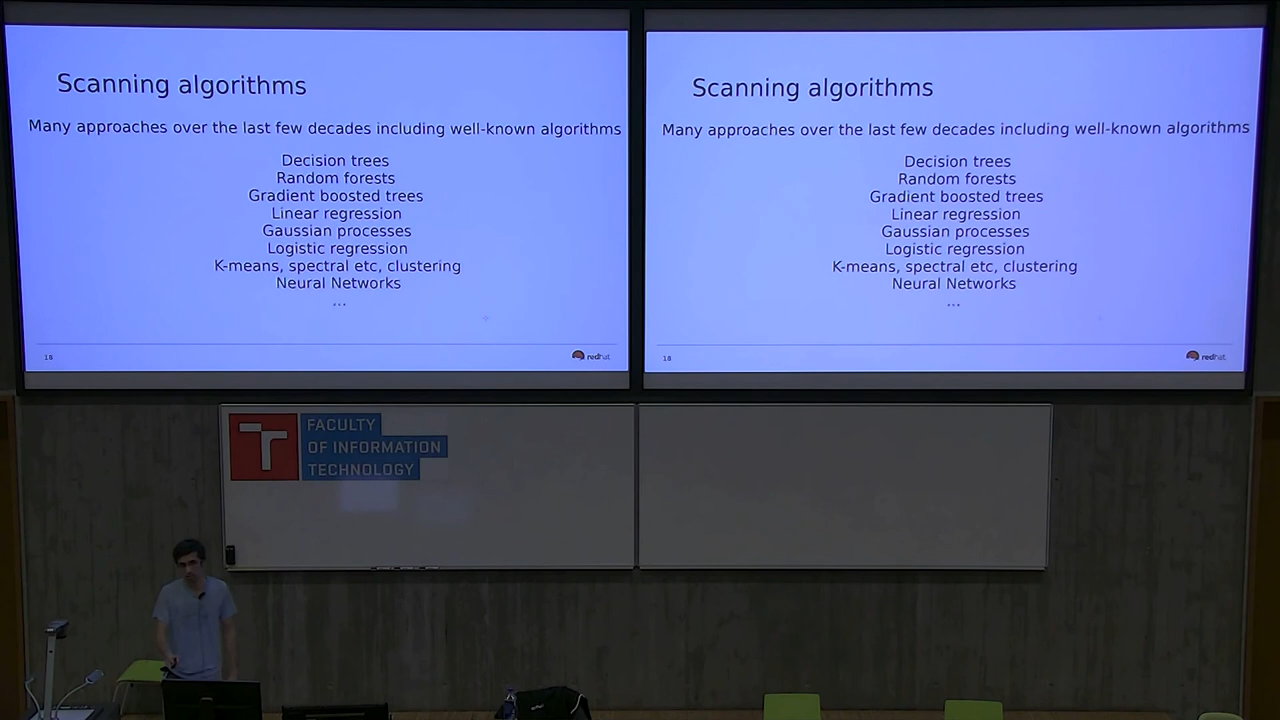 Scanning algorithms
Many approaches over the last few decades including well-known algorithms
Decision trees
Random forests
Gradient boosted trees
Linear regression
Gaussian processes
Logistic regression
K-means, spectral etc, clustering
Neural Networks
...
18
redhat
Scanning algorithms
Many approaches over the last few decades including well-known algorithms
Decision trees
Random forests
Gradient boosted trees
Linear regression
Gaussian processes
Logistic regression
K-means, spectral etc, clustering
Neural Networks
...
18
redhat
T FACULTY
OF INFORMATION
TECHNOLOGY